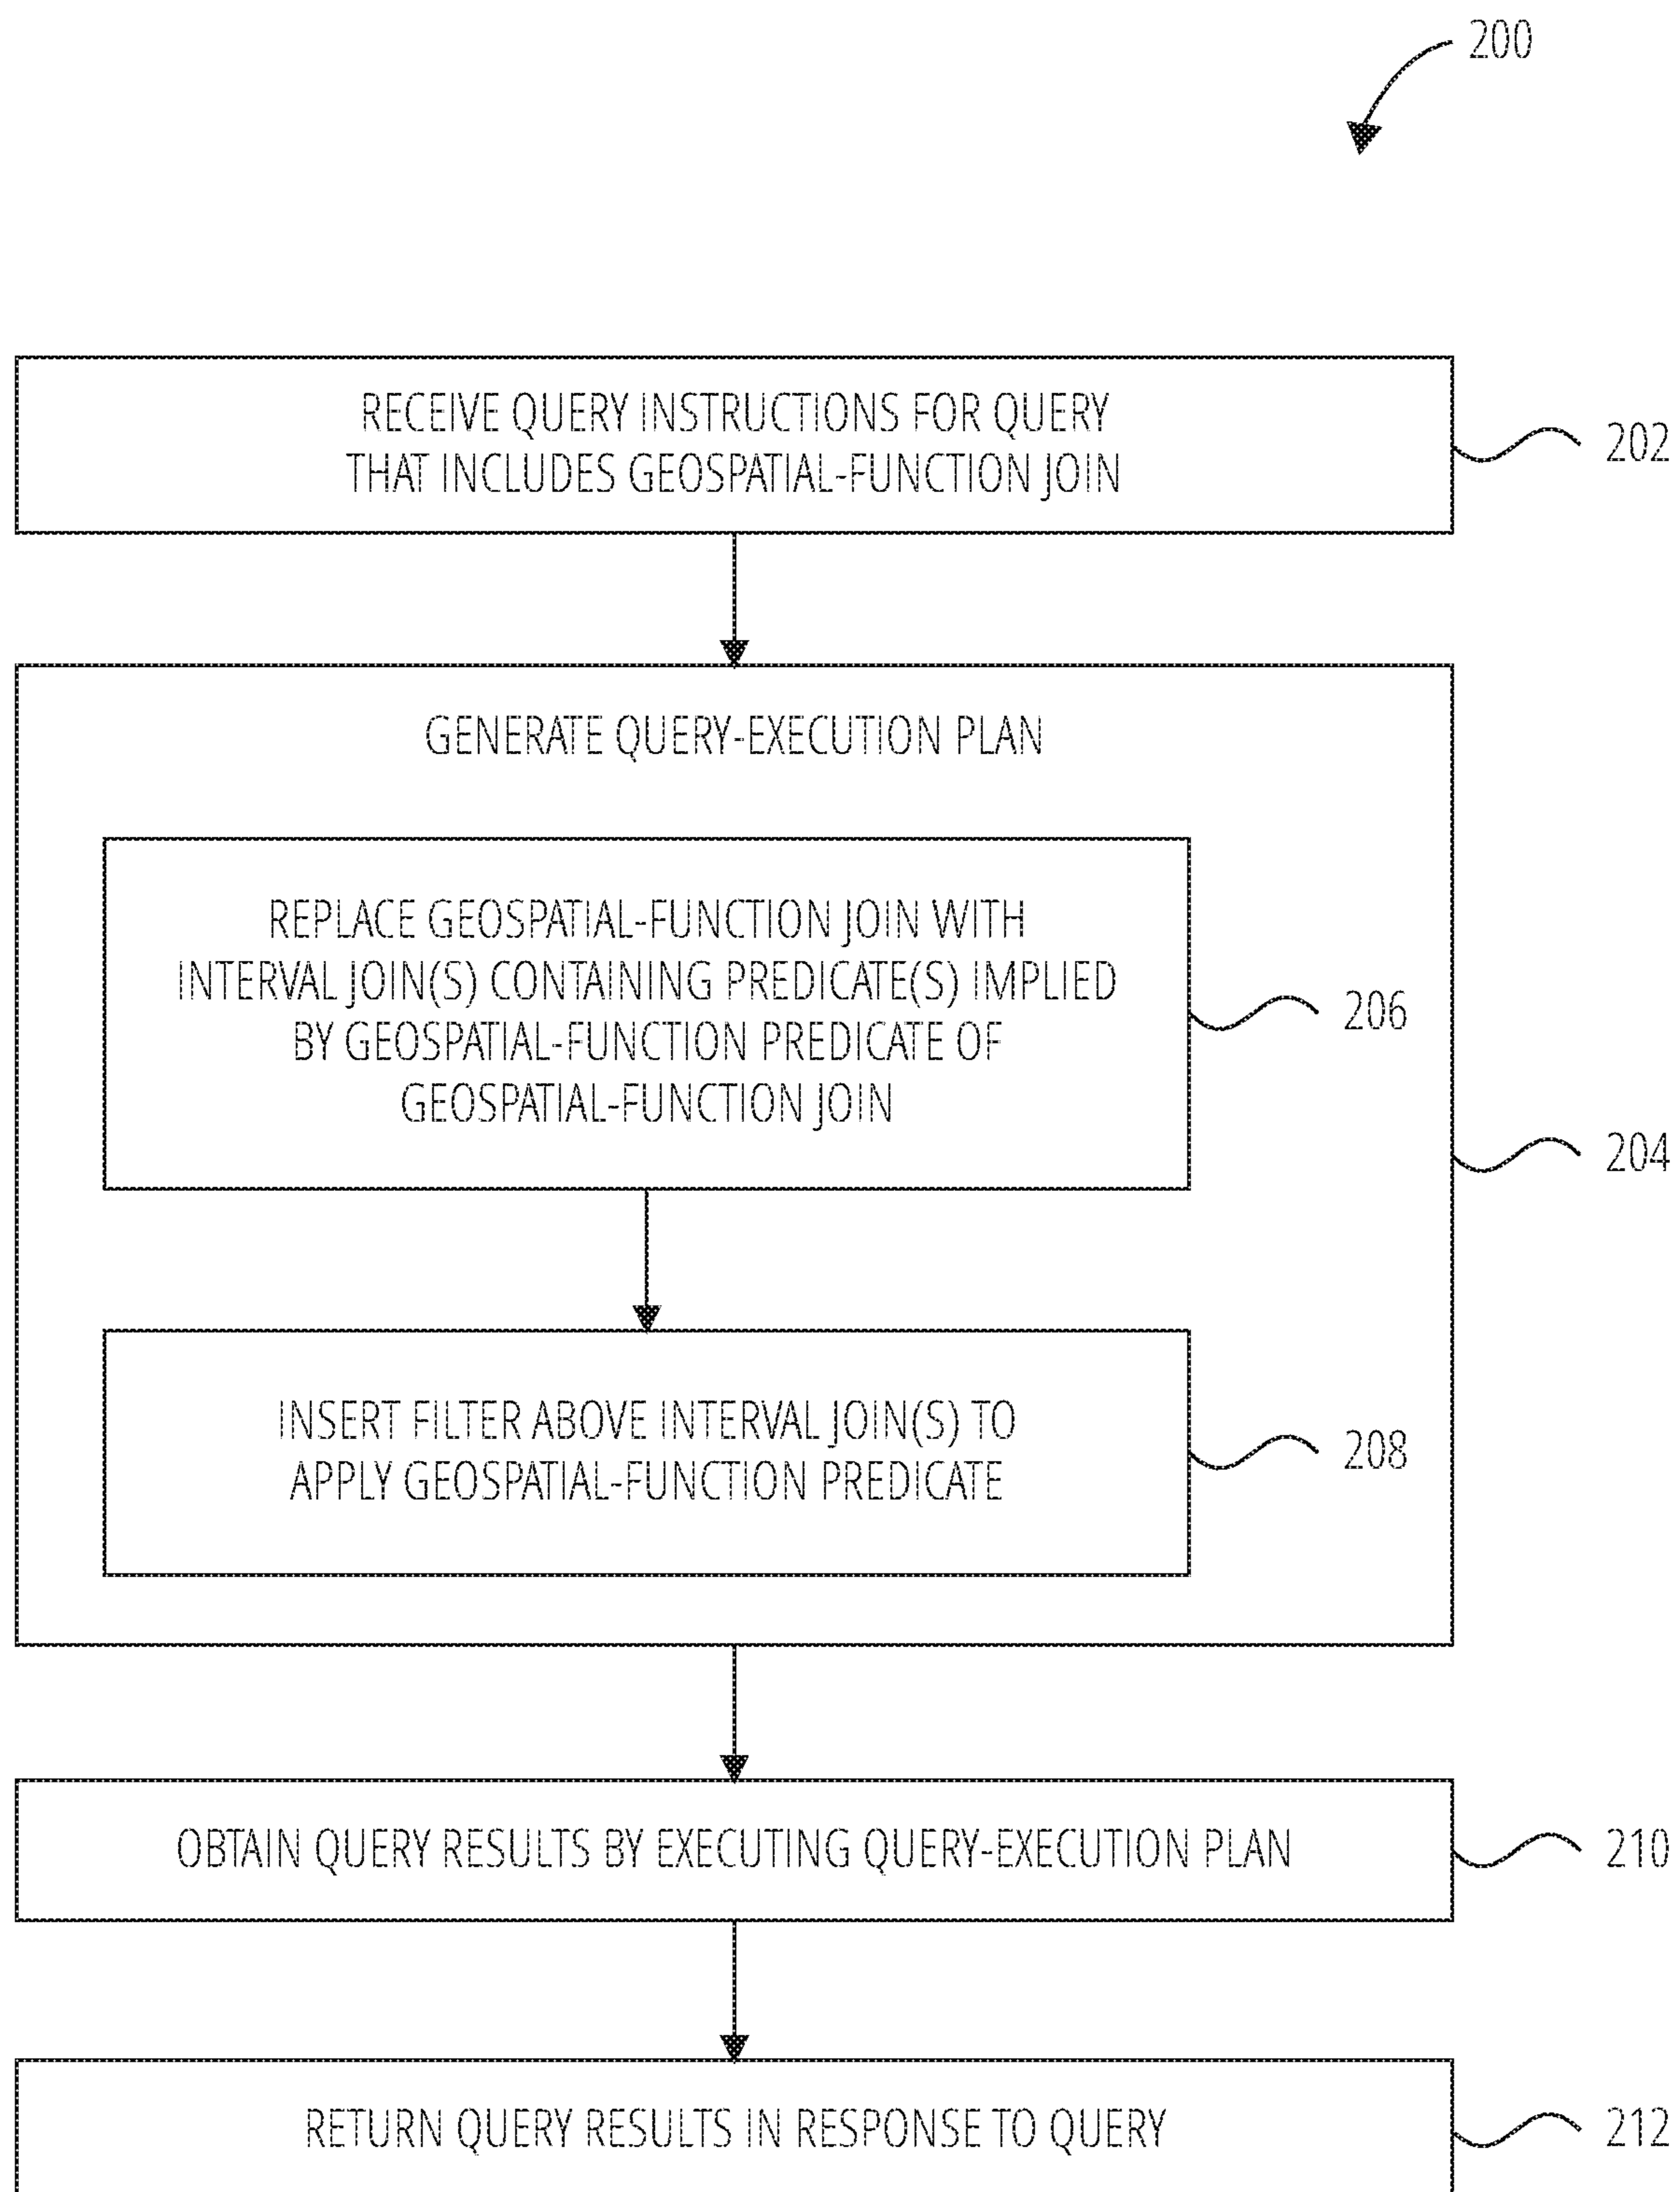 200
RECEIVE QUERY INSTRUCTIONS FOR QUERY
THAT INCLUDES GEOSPATIAL-FUNCTION JOIN
202
GENERATE QUERY-EXECUTION PLAN
REPLACE GEOSPATIAL-FUNCTION JOIN WITH
INTERVAL JOIN(S) CONTAINING PREDICATE(S) IMPLIED
BY GEOSPATIAL-FUNCTION PREDICATE OF
GEOSPATIAL-FUNCTION JOIN
206
204
INSERT FILTER ABOVE INTERVAL JOIN(S) TO
APPLY GEOSPATIAL-FUNCTION PREDICATE
208
OBTAIN QUERY RESULTS BY EXECUTING QUERY-EXECUTION PLAN
210
RETURN QUERY RESULTS IN RESPONSE TO QUERY
212